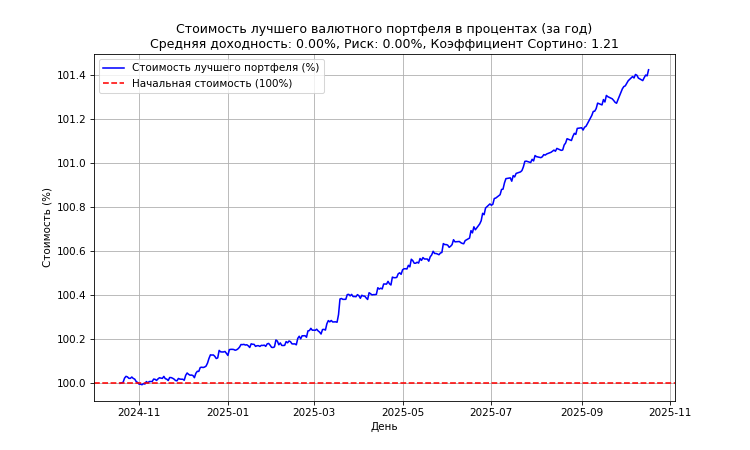 Стоимость лучшего валютного портфеля в процентах (за год)
Средняя доходность: 0.00%, Риск: 0.00%, Коэффициент Сортино: 1.21
Стоимость лучшего портфеля (%)
Начальная стоимость (100%)
Стоимость (%)
101.4
101.2
101.0
100.8
100.6
100.4
100.2
100.0
2024-11
2025-01
2025-03
2025-05
2025-07
2025-09
2025-11
День